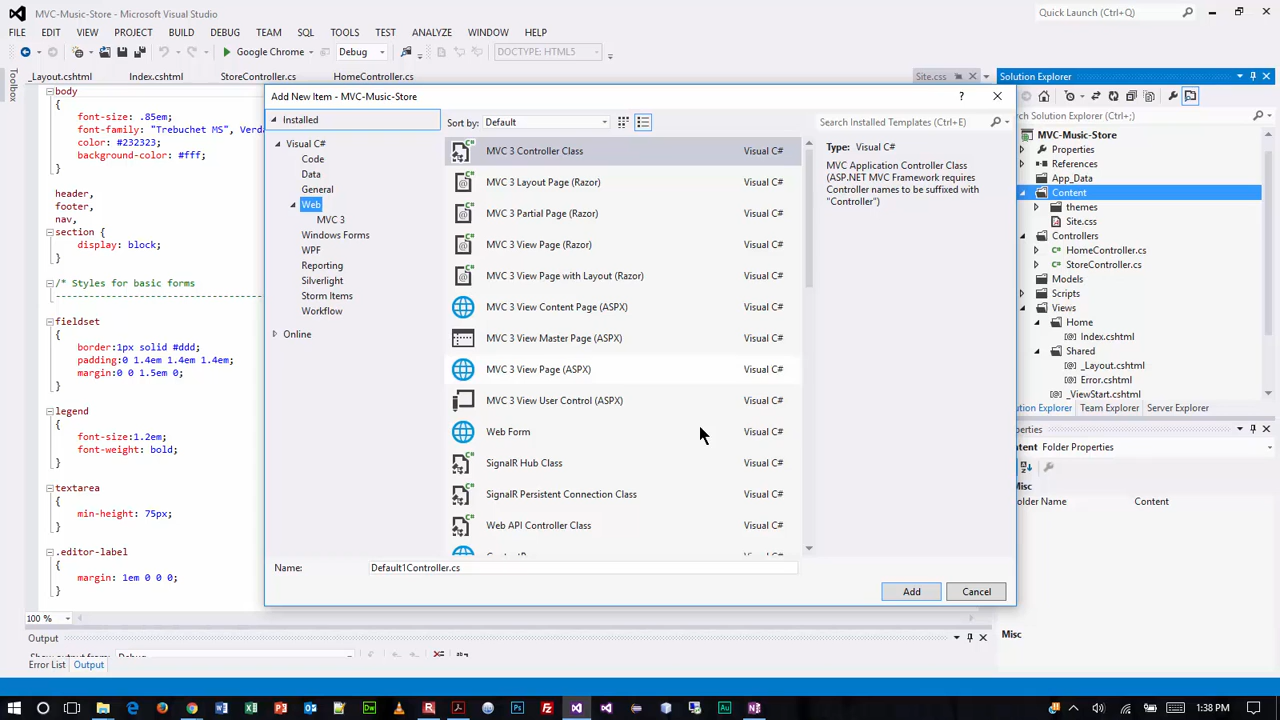 MVC-Music-Store - Microsoft Visual Studio
Quick Launch (Ctrl+Q)
FILE EDIT VIEW PROJECT BUILD DEBUG TEAM SQL TOOLS TEST ANALYZE WINDOW HELP
Google Chrome Debug DOCTYPE: HTML5
Toolbox
_Layout.cshtml Index.cshtml StoreController.cs HomeController.cs Site.css
body
{
font-size: .85em;
font-family: "Trebuchet MS",
color: #232323;
background-color: #fff;
}
header,
footer,
nav,
section {
display: block;
}
/* Styles for basic forms
fieldset
{
border:1px solid #ddd;
padding:0 1.4em 1.4em 1.4em;
margin:0 0 1.5em 0;
}
legend
{
font-size:1.2em;
font-weight: bold;
}
textarea
{
min-height: 75px;
}
.editor-label
{
margin: 1em 0 0 0;
}
100 %
Output
Show output from: Debug
Error List Output
Add New Item - MVC-Music-Store
?
Installed
Visual C#
Code
Data
General
Web
MVC 3
Windows Forms
WPF
Reporting
Silverlight
Storm Items
Workflow
Online
Sort by: Default
Search Installed Templates (Ctrl+E)
MVC 3 Controller Class Visual C#
MVC 3 Layout Page (Razor) Visual C#
MVC 3 Partial Page (Razor) Visual C#
MVC 3 View Page (Razor) Visual C#
MVC 3 View Page with Layout (Razor) Visual C#
MVC 3 View Content Page (ASPX) Visual C#
MVC 3 View Master Page (ASPX) Visual C#
MVC 3 View Page (ASPX) Visual C#
MVC 3 View User Control (ASPX) Visual C#
Web Form Visual C#
SignalR Hub Class Visual C#
SignalR Persistent Connection Class Visual C#
Web API Controller Class Visual C#
Type: Visual C#
MVC Application Controller Class
(ASP.NET MVC Framework requires
Controller names to be suffixed with
"Controller")
Name: Default1Controller.cs
Add Cancel
Solution Explorer
Search Solution Explorer (Ctrl+;)
MVC-Music-Store
Properties
References
App_Data
Content
themes
Site.css
Controllers
HomeController.cs
StoreController.cs
Models
Scripts
Views
Home
Index.cshtml
Shared
_Layout.cshtml
Error.cshtml
_ViewStart.cshtml
Explorer Team Explorer Server Explorer
Folder Properties
Misc
Content
Misc
1:38 PM